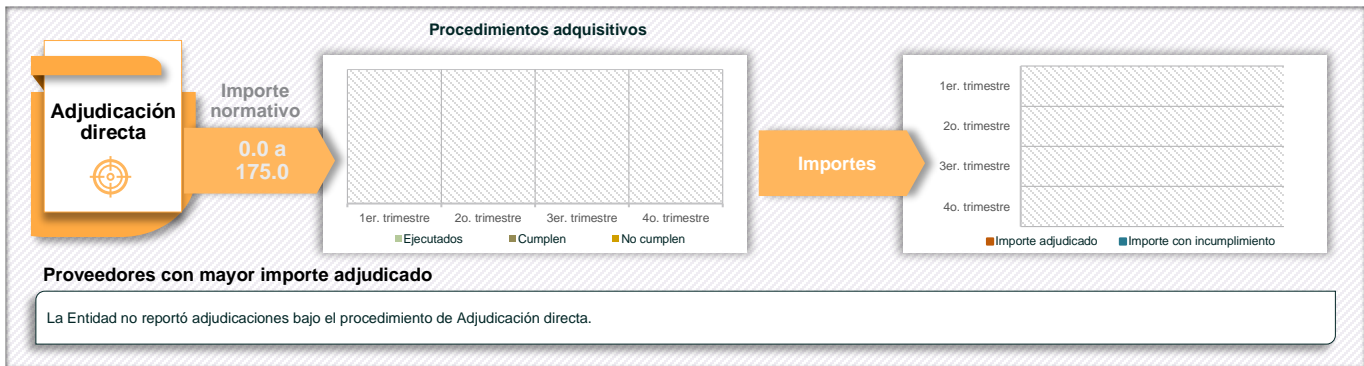 Procedimientos adquisitivos
Adjudicación
directa
Importe
normativo
0.0 a
175.0
1er. trimestre
2o. trimestre
3er. trimestre
4o. trimestre
Ejecutados
Cumplen
No cumplen
Importes
1er. trimestre
2o. trimestre
3er. trimestre
4o. trimestre
Importe adjudicado
Importe con incumplimiento
Proveedores con mayor importe adjudicado
La Entidad no reportó adjudicaciones bajo el procedimiento de Adjudicación directa.